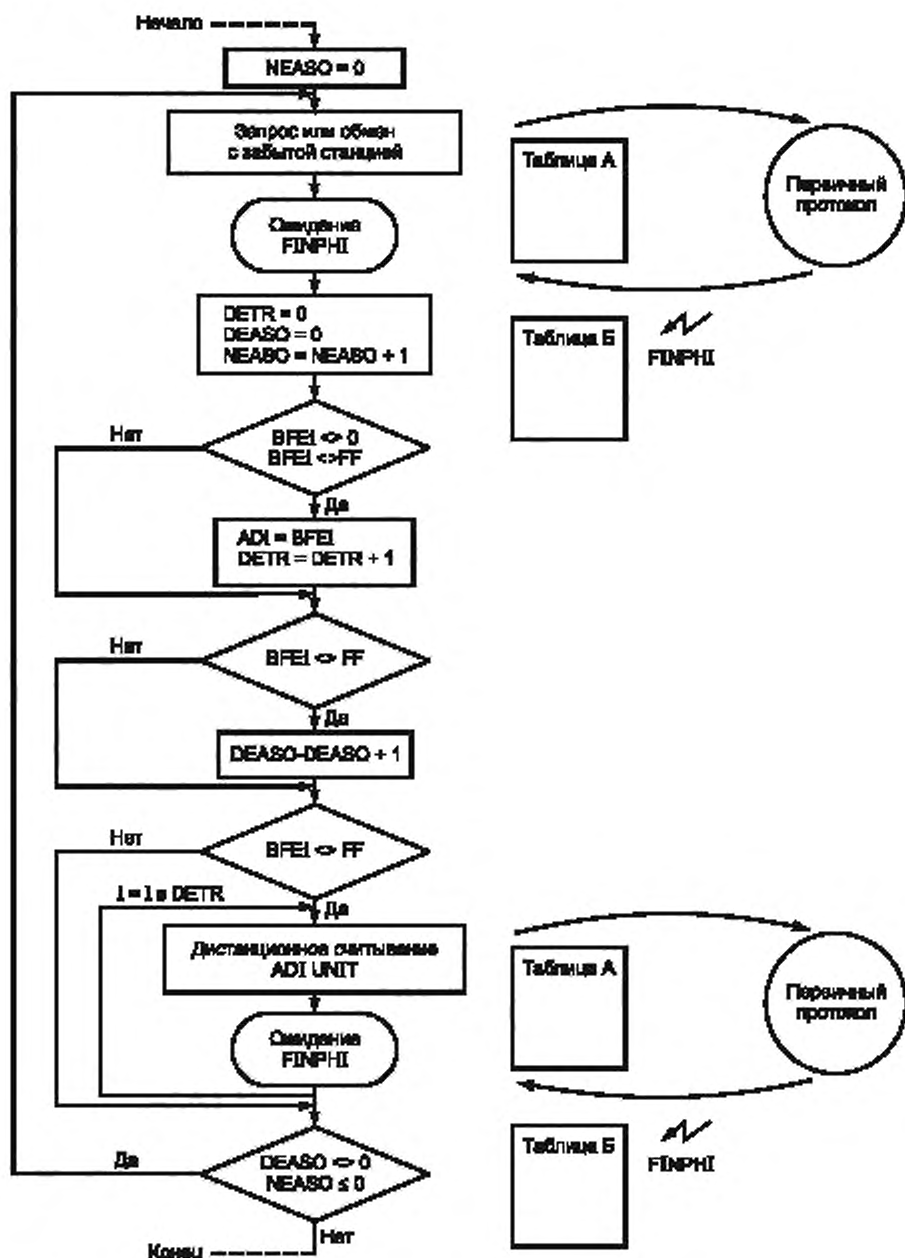 Начало
NEASO = 0
Запрос или обмен
с забытой станцией
Ожидание
FINPHI
DETR = 0
DEASO = 0
NEASO = NEASO + 1
Нет
BFEI <> 0
BFEI <>FF
Да
ADI = BFEI
DETR = DETR + 1
Нет
BFEI <> FF
Да
DEASO-DEASO + 1
Нет
BFEI <> FF
Да
Дистанционное считывание
ADI UNIT
Ожидание
FINPHI
Да
DEASO <> 0
NEASO ≤ 0
Нет
Конец
Таблица А
Первичный
протокол
Таблица Б
FINPHI
Таблица А
Первичный
протокол
Таблица Б
FINPHI